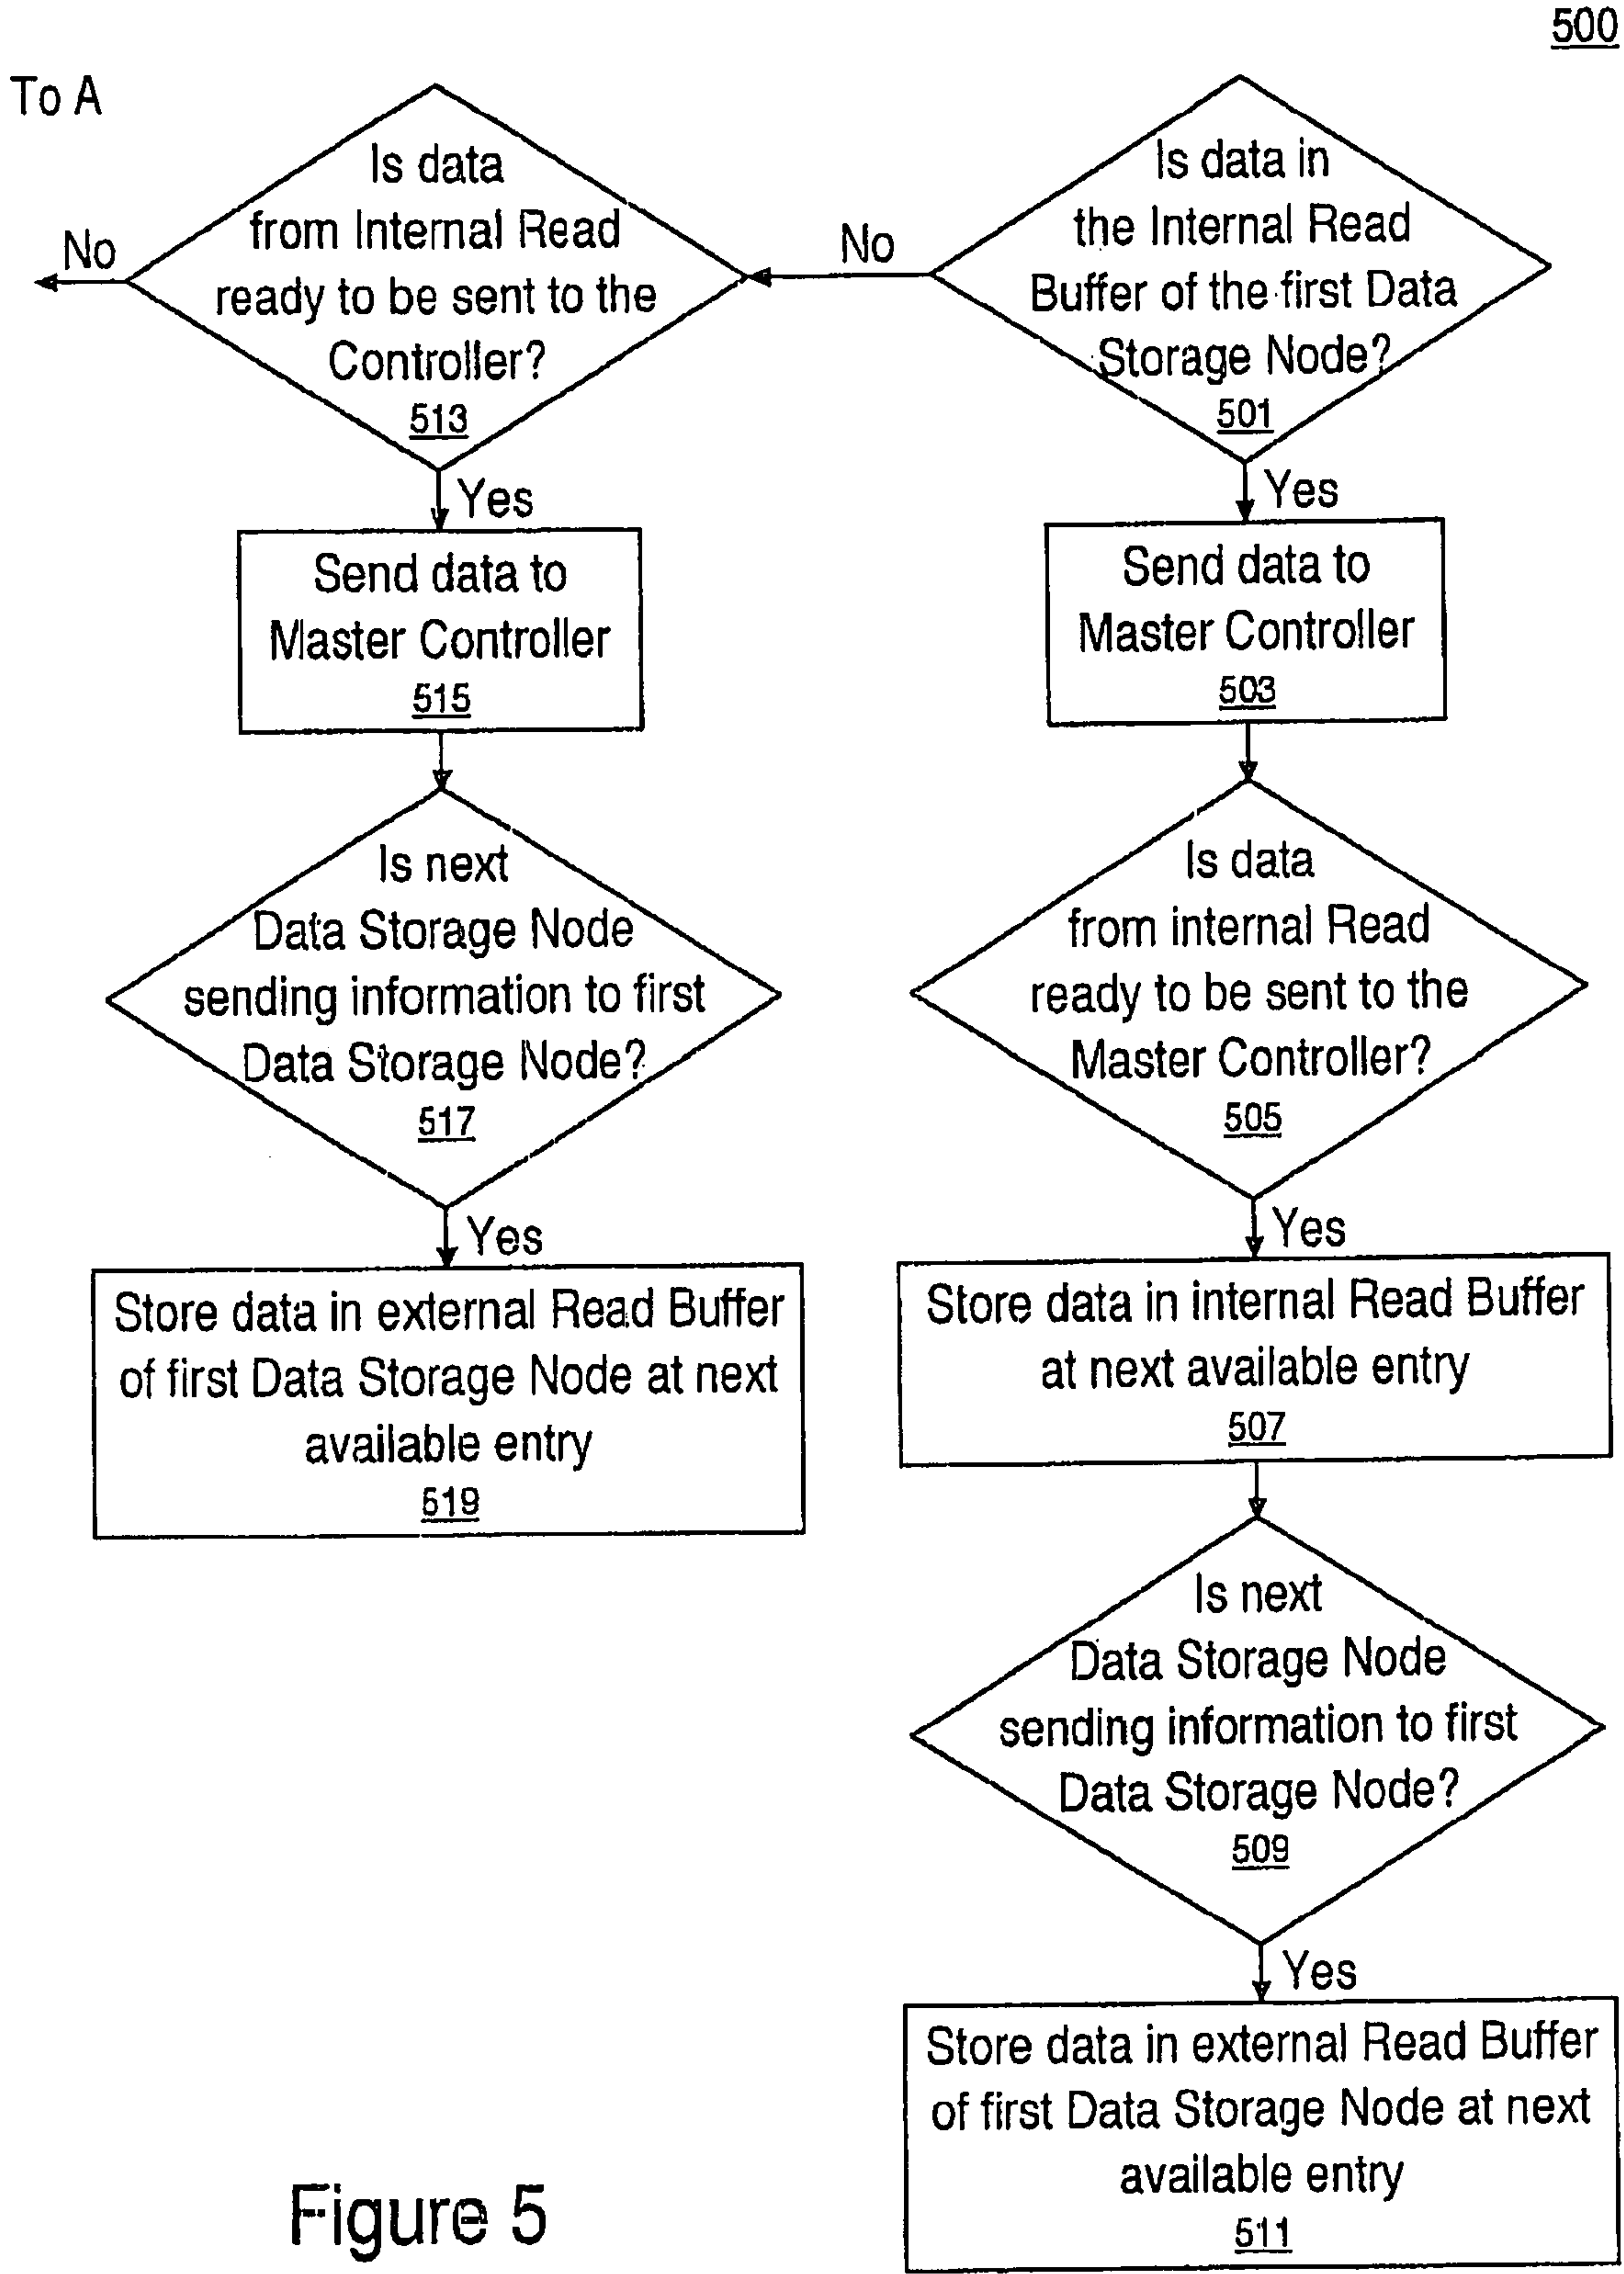 500
To A
Is data
from Internal Read
ready to be sent to the
Controller?
513
No
No
Is data in
the Internal Read
Buffer of the first Data
Storage Node?
501
Yes
Send data to
Master Controller
515
Yes
Send data to
Master Controller
503
Is next
Data Storage Node
sending information to first
Data Storage Node?
517
Is data
from internal Read
ready to be sent to the
Master Controller?
505
Yes
Store data in external Read Buffer
of first Data Storage Node at next
available entry
519
Yes
Store data in internal Read Buffer
at next available entry
507
Is next
Data Storage Node
sending information to first
Data Storage Node?
509
Yes
Store data in external Read Buffer
of first Data Storage Node at next
available entry
511
Figure 5